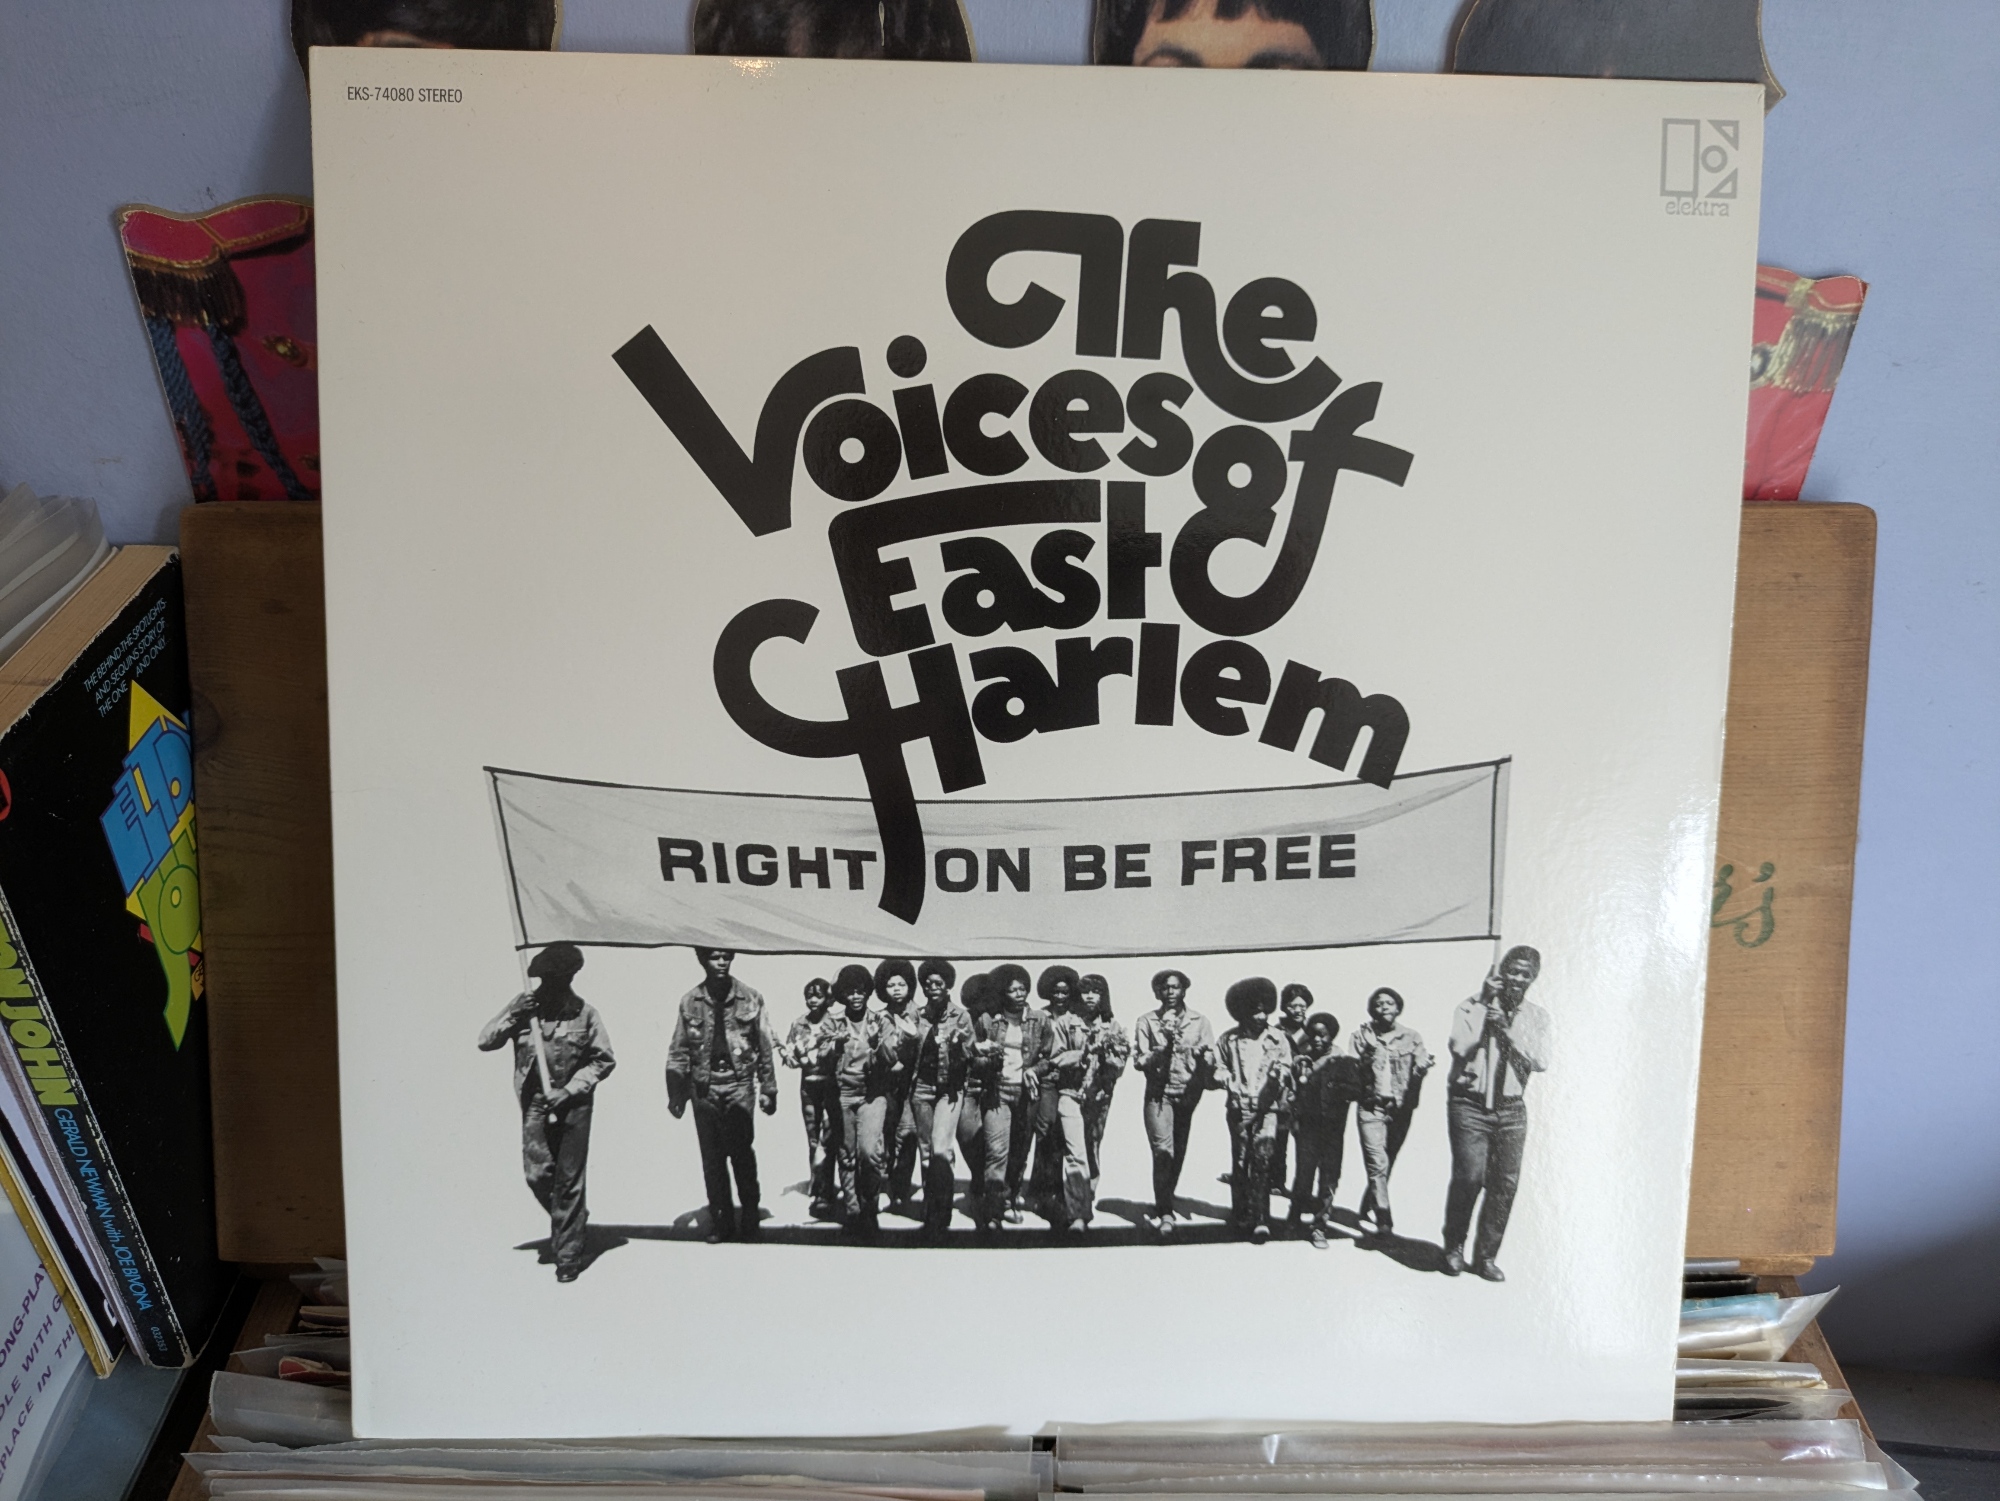 EKS-74080 STEREO
elektra
The
Voices of
East
Harlem
RIGHT ON BE FREE
THE BEHIND-THE-SPOTLIGHTS
AND-SEQUINS STORY OF
THE ONE AND ONLY
ELTON
JOHN
GERALD NEWMAN with JOE BIVONA